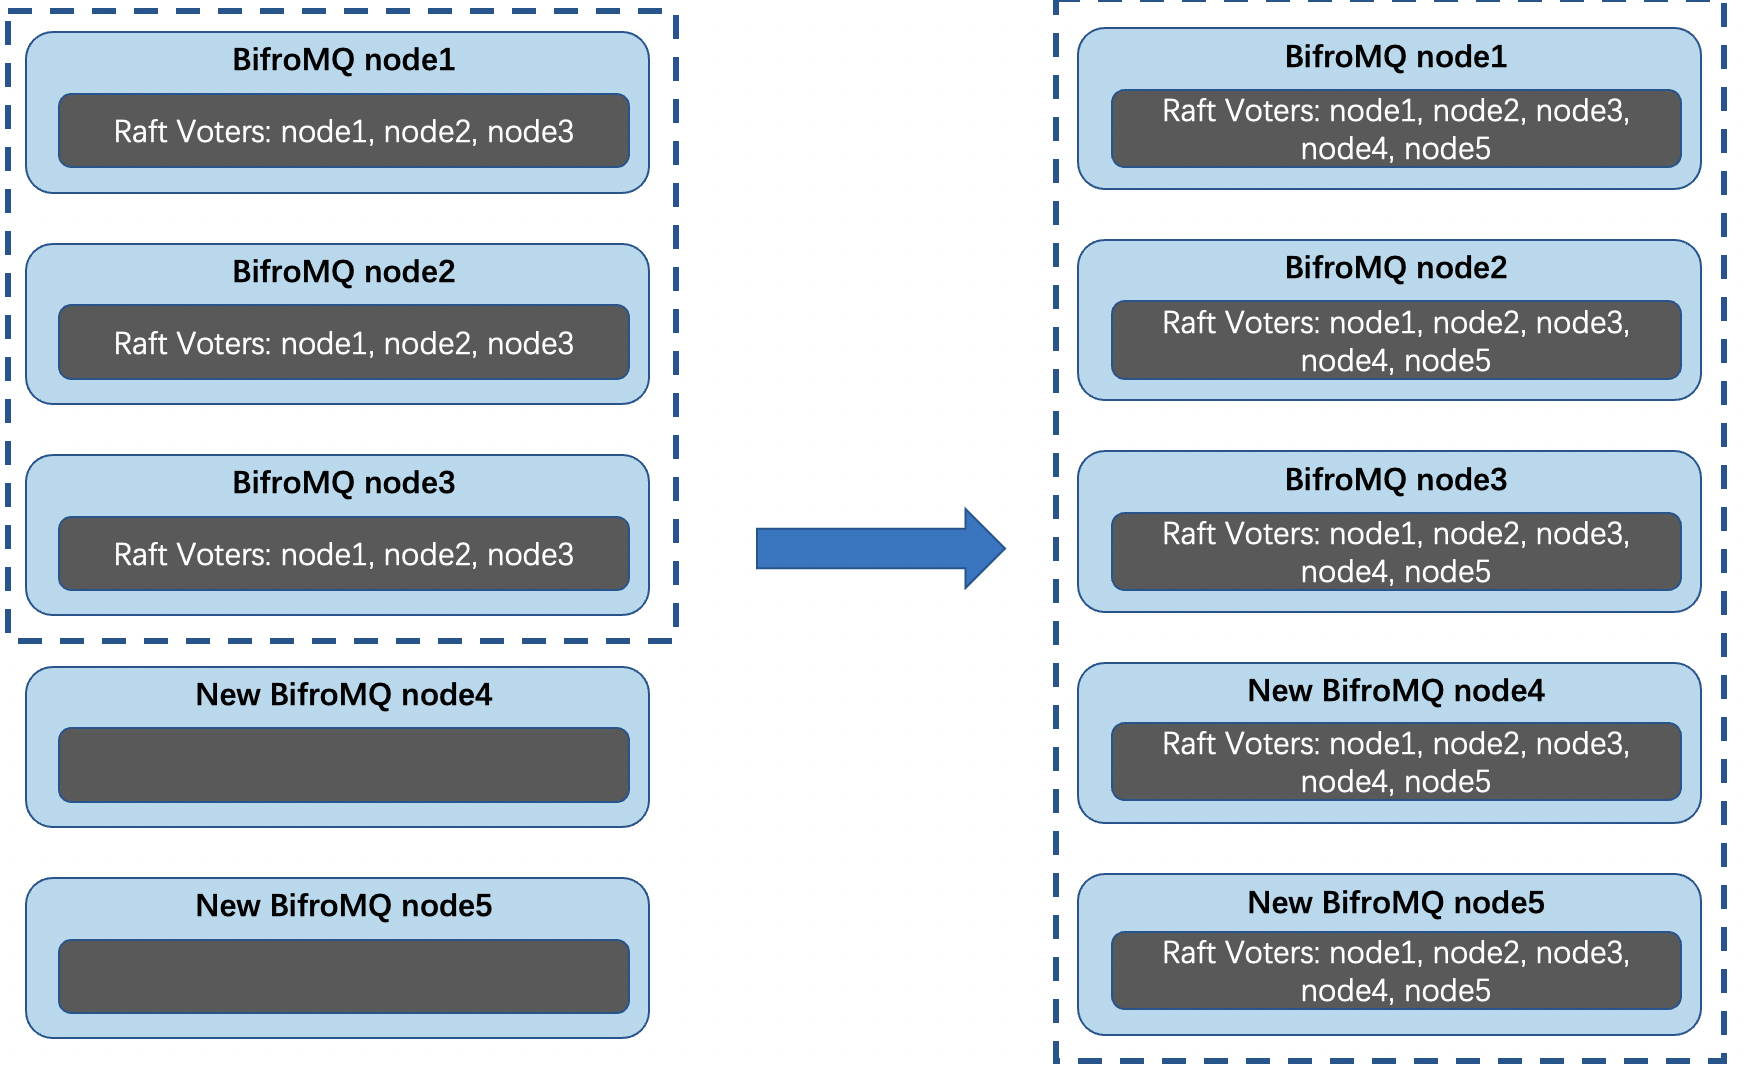 BifroMQ node1
Raft Voters: node1, node2, node3
BifroMQ node2
Raft Voters: node1, node2, node3
BifroMQ node3
Raft Voters: node1, node2, node3
New BifroMQ node4
New BifroMQ node5
BifroMQ node1
Raft Voters: node1, node2, node3,
node4, node5
BifroMQ node2
Raft Voters: node1, node2, node3,
node4, node5
BifroMQ node3
Raft Voters: node1, node2, node3,
node4, node5
New BifroMQ node4
Raft Voters: node1, node2, node3,
node4, node5
New BifroMQ node5
Raft Voters: node1, node2, node3,
node4, node5